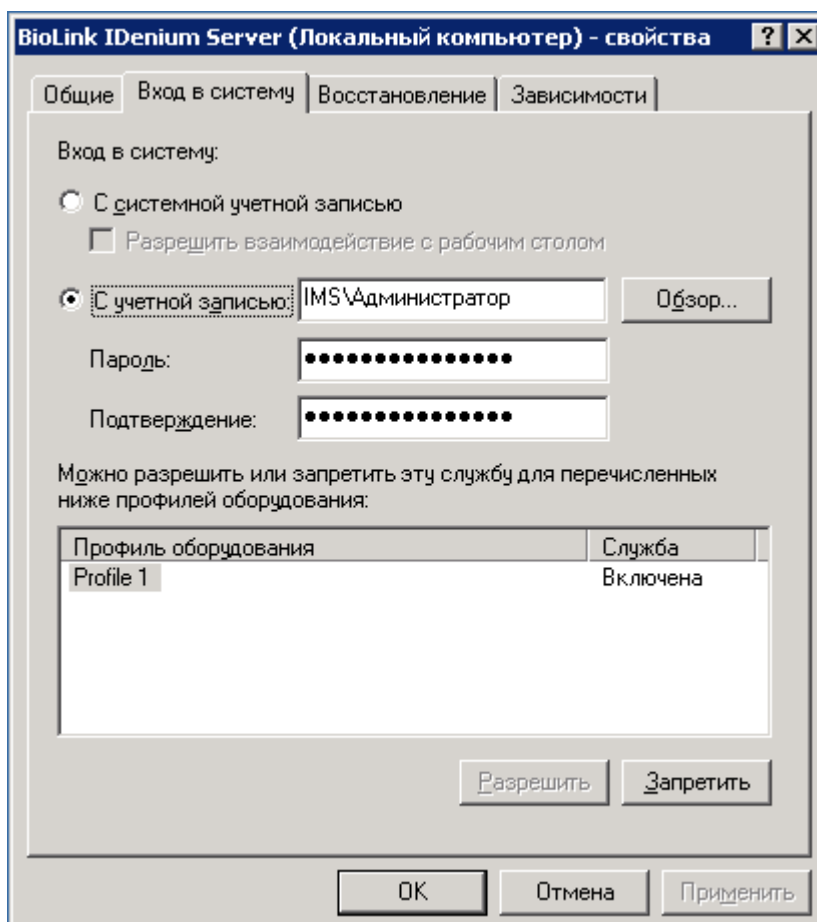 BioLink IDenium Server (Локальный компьютер) - свойства
Общие Вход в систему Восстановление Зависимости
Вход в систему:
С системной учетной записью
Разрешить взаимодействие с рабочим столом
С учетной записью: IMS\Администратор Обзор...
Пароль: ●●●●●●●●●●●●●●●
Подтверждение: ●●●●●●●●●●●●●●●
Можно разрешить или запретить эту службу для перечисленных
ниже профилей оборудования:
Профиль оборудования Служба
Profile 1 Включена
Разрешить Запретить
OK Отмена Применить